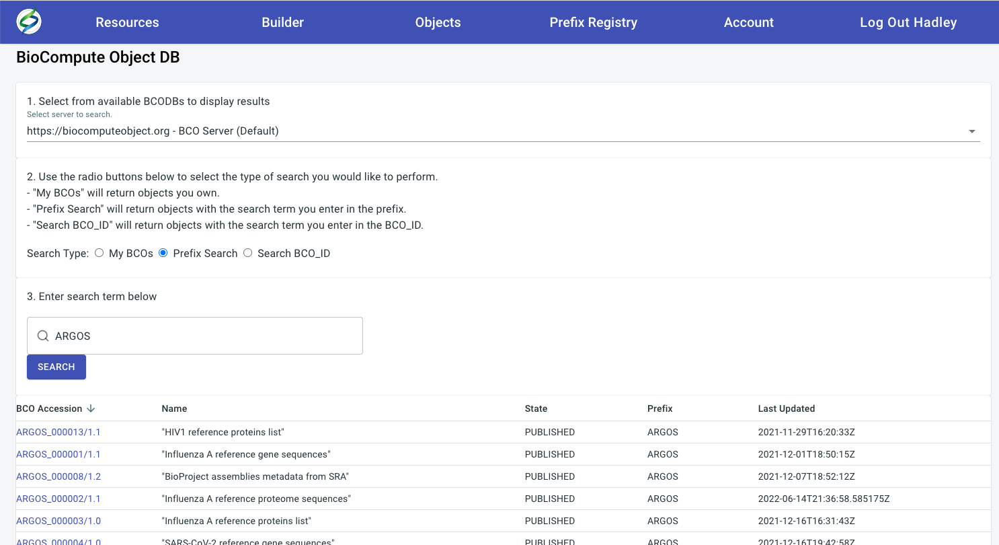 Resources Builder Objects Prefix Registry Account Log Out Hadley
BioCompute Object DB
1. Select from available BCODBs to display results
Select server to search.
https://biocomputeobject.org - BCO Server (Default)
2. Use the radio buttons below to select the type of search you would like to perform.
- "My BCOs" will return objects you own.
- "Prefix Search" will return objects with the search term you enter in the prefix.
- "Search BCO_ID" will return objects with the search term you enter in the BCO_ID.
Search Type: My BCOs Prefix Search Search BCO_ID
3. Enter search term below
ARGOS
SEARCH
BCO Accession Name State Prefix Last Updated
ARGOS_000013/1.1 "HIV1 reference proteins list" PUBLISHED ARGOS 2021-11-29T16:20:33Z
ARGOS_000001/1.1 "Influenza A reference gene sequences" PUBLISHED ARGOS 2021-12-01T18:50:15Z
ARGOS_000008/1.2 "BioProject assemblies metadata from SRA" PUBLISHED ARGOS 2021-12-07T18:52:12Z
ARGOS_000002/1.1 "Influenza A reference proteome sequences" PUBLISHED ARGOS 2022-06-14T21:36:58.585175Z
ARGOS_000003/1.0 "Influenza A reference proteins list" PUBLISHED ARGOS 2021-12-16T16:31:43Z
ARGOS_000004/1.0 "SARS-CoV-2 reference gene sequences" PUBLISHED ARGOS 2021-12-16T19:42:58Z